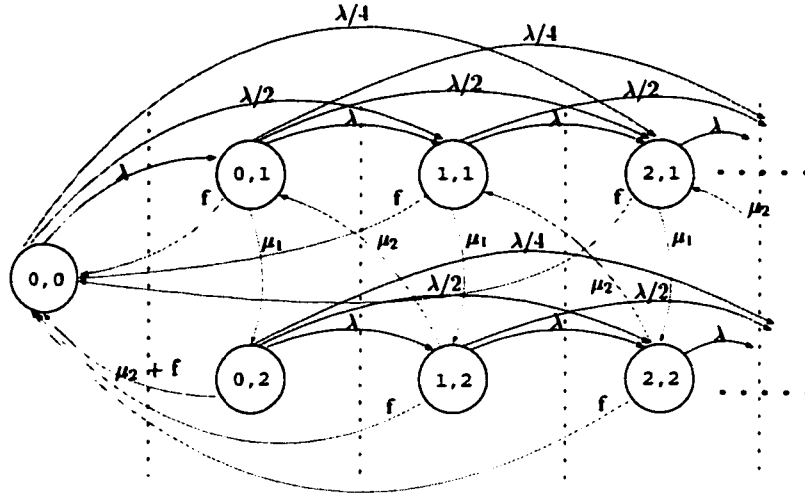 λ/4
λ/4
λ/2
λ/2
λ/2
λ
λ
λ
λ
0,1
1,1
2,1
f
f
f
μ₂
μ₁
μ₂
μ₁
μ₁
λ/4
0,0
λ/2
μ₂
λ/2
λ
λ
λ
μ₂ + f
0,2
1,2
2,2
f
f